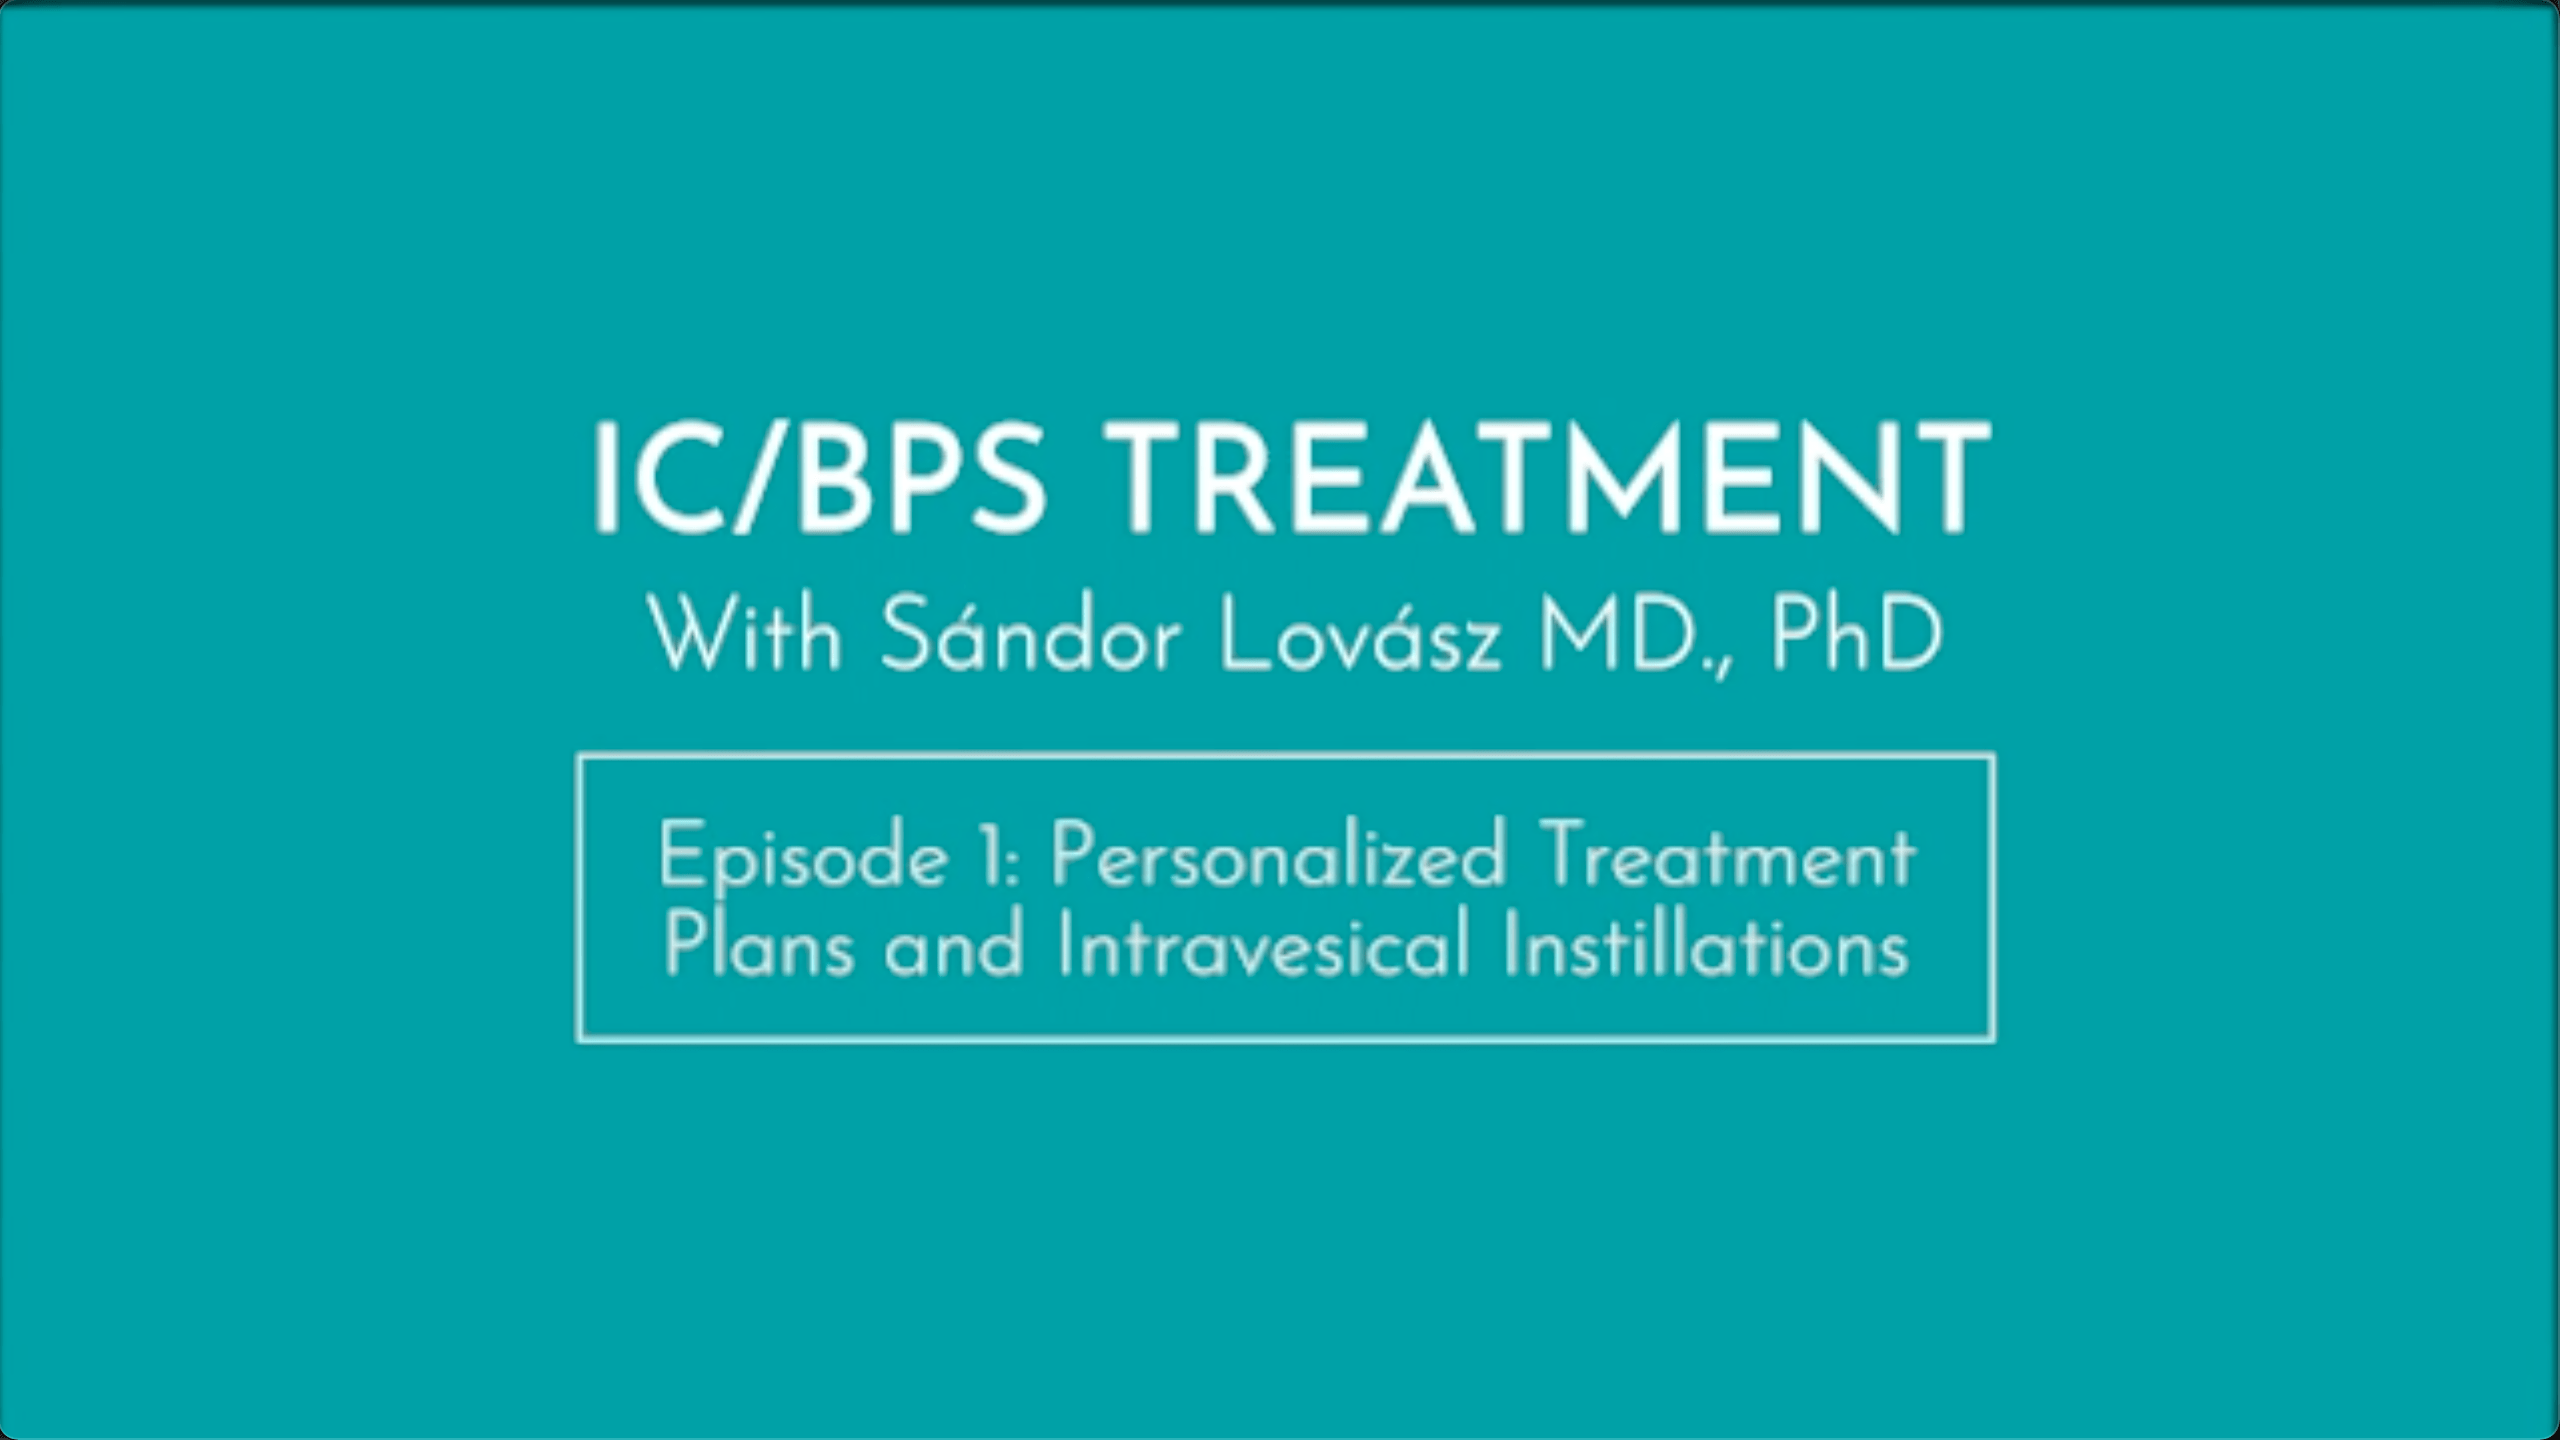 IC/BPS TREATMENT
With Sándor Lovász MD., PhD
Episode 1: Personalized Treatment
Plans and Intravesical Instillations